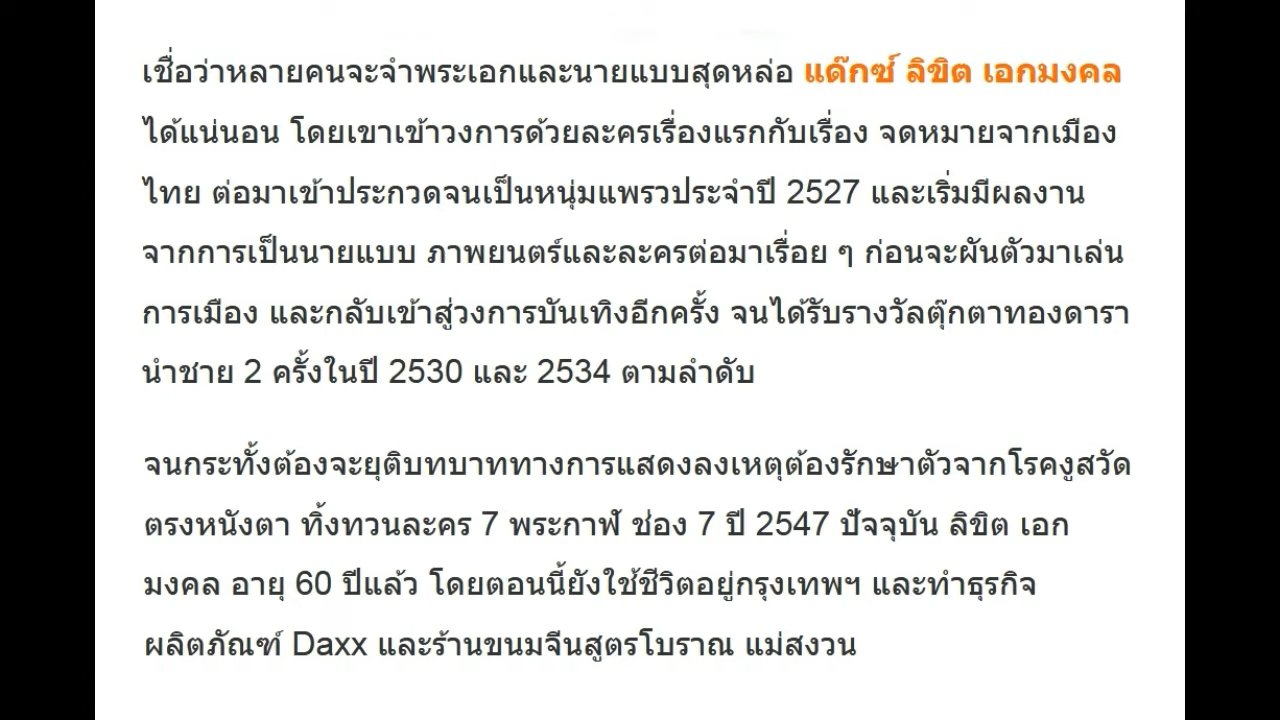 เชื่อว่าหลายคนจะจำพระเอกและนายแบบสุดหล่อ แด๊กซ์ ลิขิต เอกมงคล
ได้แน่นอน โดยเขาเข้าวงการด้วยละครเรื่องแรกกับเรื่อง จดหมายจากเมือง
ไทย ต่อมาเข้าประกวดจนเป็นหนุ่มแพรวประจำปี 2527 และเริ่มมีผลงาน
จากการเป็นนายแบบ ภาพยนตร์และละครต่อมาเรื่อย ๆ ก่อนจะผันตัวมาเล่น
การเมือง และกลับเข้าสู่วงการบันเทิงอีกครั้ง จนได้รับรางวัลตุ๊กตาทองดารา
นำชาย 2 ครั้งในปี 2530 และ 2534 ตามลำดับ
จนกระทั้งต้องจะยุติบทบาททางการแสดงลงเหตุต้องรักษาตัวจากโรคงูสวัด
ตรงหนังตา ทิ้งทวนละคร 7 พระกาฬ ช่อง 7 ปี 2547 ปัจจุบัน ลิขิต เอก
มงคล อายุ 60 ปีแล้ว โดยตอนนี้ยังใช้ชีวิตอยู่กรุงเทพฯ และทำธุรกิจ
ผลิตภัณฑ์ Daxx และร้านขนมจีนสูตรโบราณ แม่สงวน